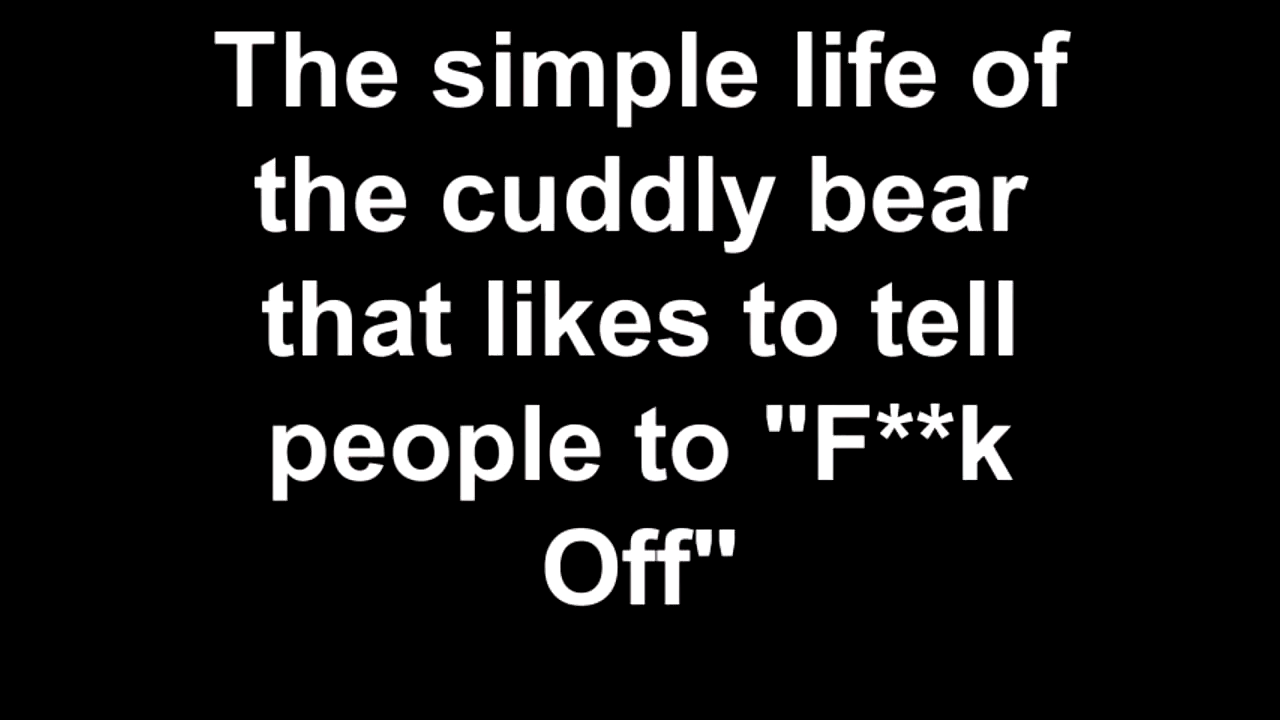 The simple life of
the cuddly bear
that likes to tell
people to "F**k
Off"